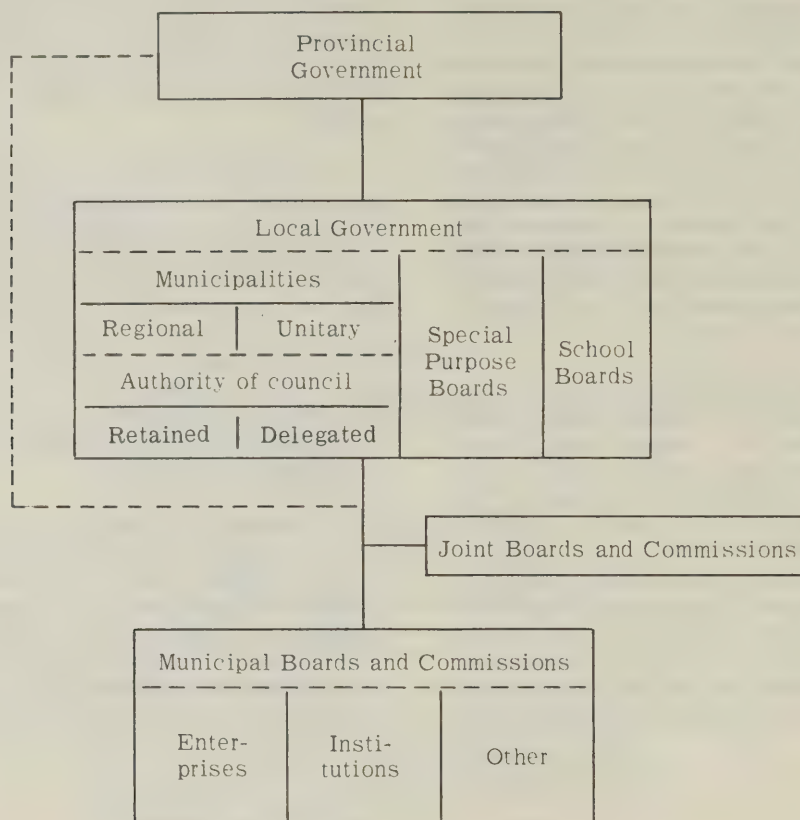 Provincial
Government
Local Government
Municipalities
Regional
Unitary
Authority of council
Retained
Delegated
Special
Purpose
Boards
School
Boards
Joint Boards and Commissions
Municipal Boards and Commissions
Enter-
prises
Insti-
tutions
Other